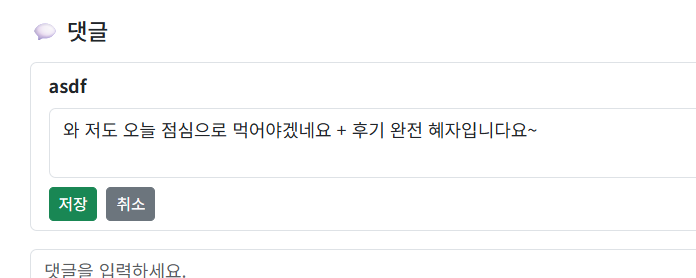 댓글
asdf
와 저도 오늘 점심으로 먹어야겠네요 + 후기 완전 혜자입니다요~
저장 취소
댓글을 입력하세요.